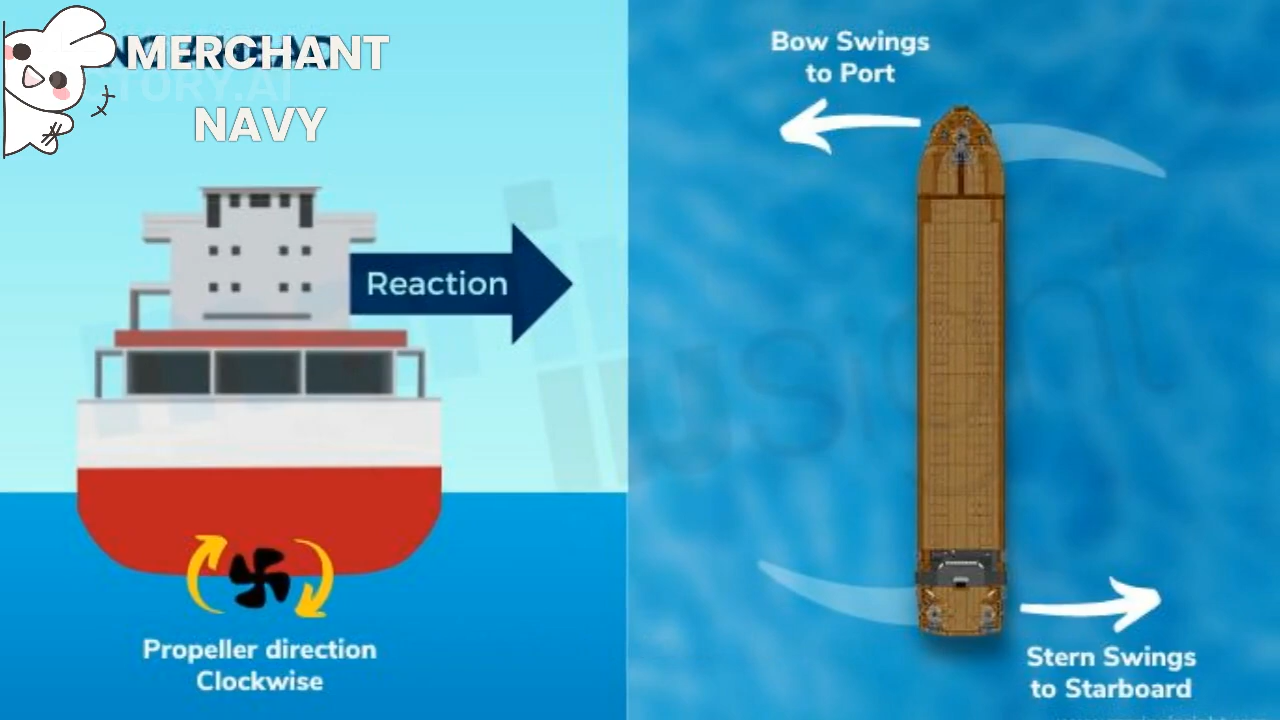 MERCHANT
NAVY
Reaction
Propeller direction
Clockwise
Bow Swings
to Port
Stern Swings
to Starboard